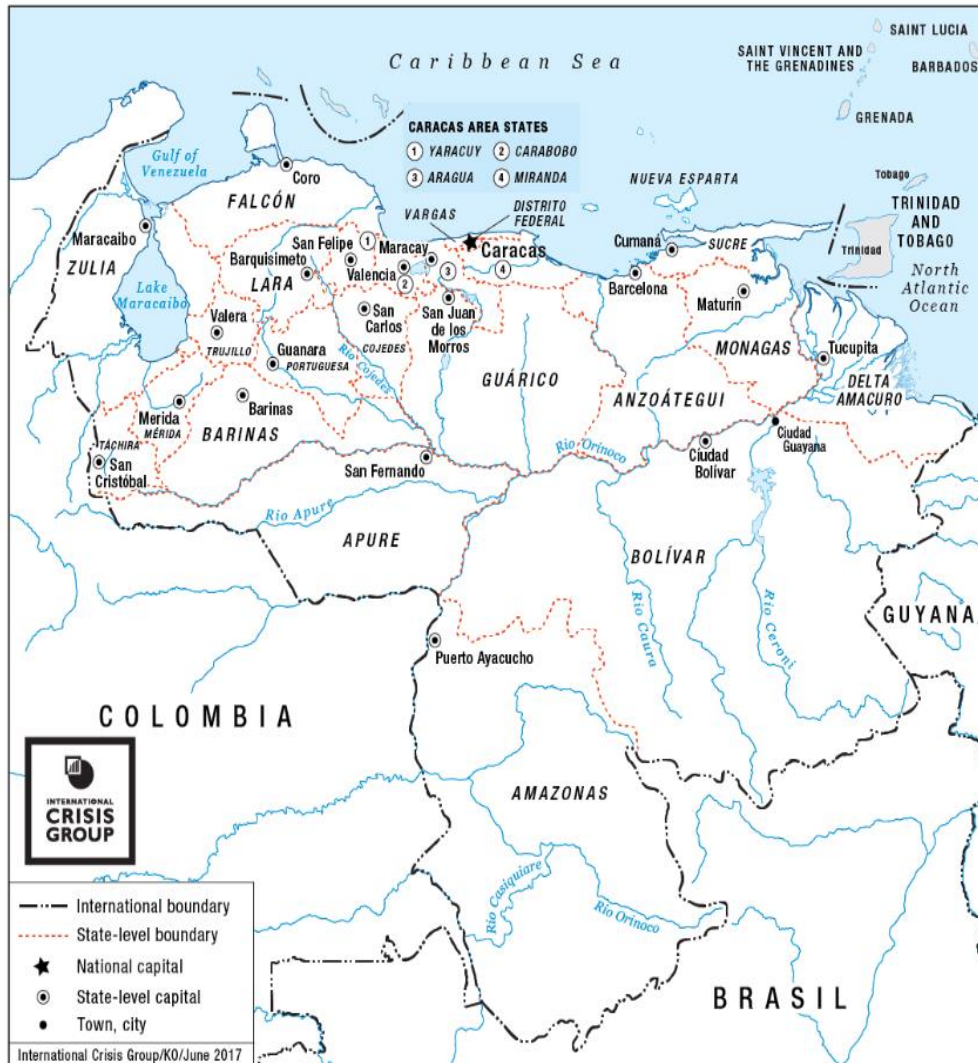 SAINT LUCIA
SAINT VINCENT AND
THE GRENADINES
BARBADOS
Caribbean Sea
GRENADA
CARACAS AREA STATES
1 YARACUY 2 CARABOBO
3 ARAGUA 4 MIRANDA
Gulf of
Venezuela
Coro
FALCÓN
NUEVA ESPARTA
Tobago
TRINIDAD
AND
TOBAGO
Trinidad
VARGAS
DISTRITO
FEDERAL
Maracaibo
ZULIA
San Felipe
1
Maracay
Caracas
Cumaná
SUCRE
North
Atlantic
Ocean
Barquisimeto
LARA
Valencia
2
3
4
Barcelona
Maturín
Lake
Maracaibo
Valera
TRUJILLO
San
Carlos
COJEDES
San Juan
de los
Morros
Guanara
PORTUGUESA
Rio Cojedes
GUÁRICO
MONAGAS
Tucupita
ANZOÁTEGUI
DELTA
AMACURO
Merida
MÉRIDA
Barinas
BARINAS
TÁCHIRA
San
Cristóbal
San Fernando
Rio Orinoco
Ciudad
Bolívar
Ciudad
Guayana
Rio Apure
APURE
BOLÍVAR
Rio Caura
Rio Ceroni
GUYANA
Puerto Ayacucho
COLOMBIA
INTERNATIONAL
CRISIS
GROUP
AMAZONAS
Rio Casiquiare
Rio Orinoco
BRASIL
International boundary
State-level boundary
National capital
State-level capital
Town, city
International Crisis Group/KO/June 2017